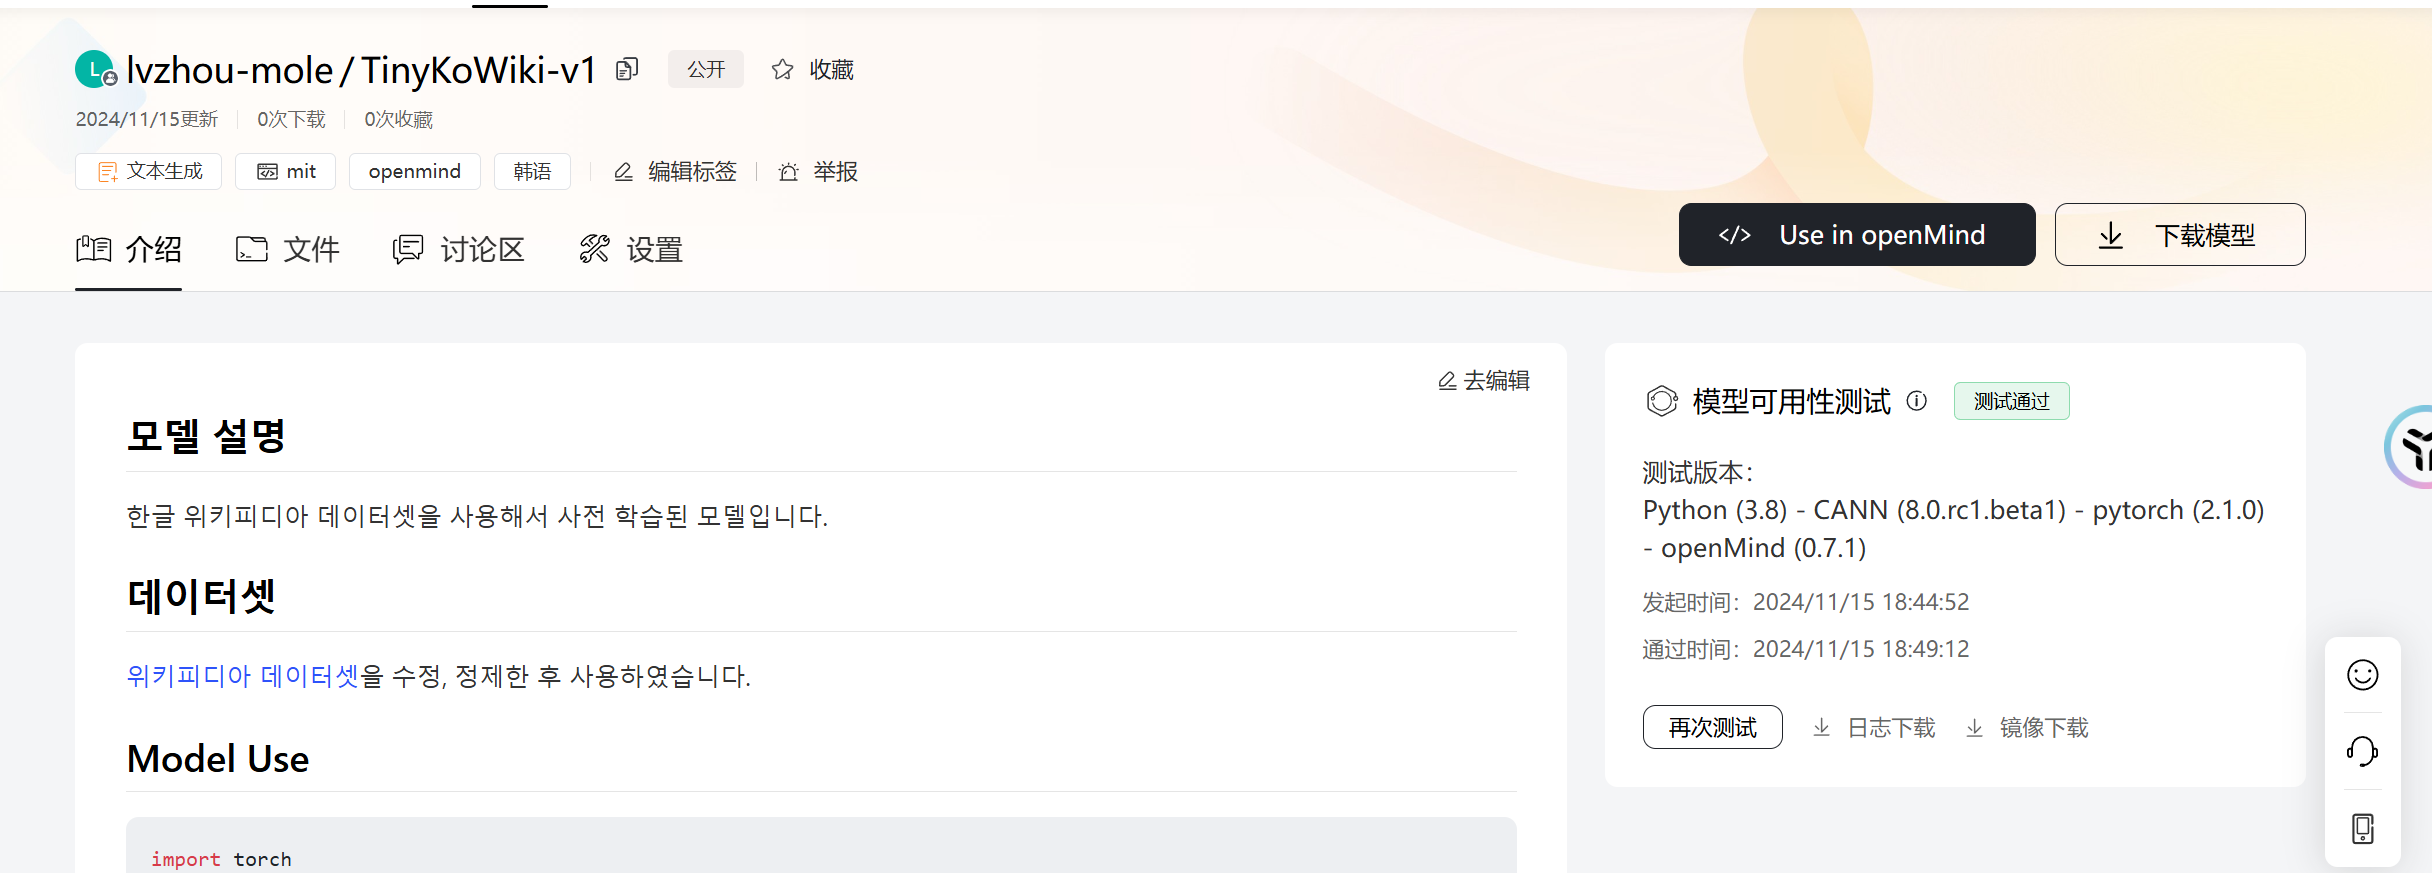 L lvzhou-mole / TinyKoWiki-v1 公开 收藏
2024/11/15更新 0次下载 0次收藏
文本生成 mit openmind 韩语 编辑标签 举报
介绍 文件 讨论区 设置
Use in openMind 下载模型
去编辑
모델 설명
한글 위키피디아 데이터셋을 사용해서 사전 학습된 모델입니다.
데이터셋
위키피디아 데이터셋을 수정, 정제한 후 사용하였습니다.
Model Use
import torch
模型可用性测试 测试通过
测试版本：
Python (3.8) - CANN (8.0.rc1.beta1) - pytorch (2.1.0)
- openMind (0.7.1)
发起时间：2024/11/15 18:44:52
通过时间：2024/11/15 18:49:12
再次测试 日志下载 镜像下载